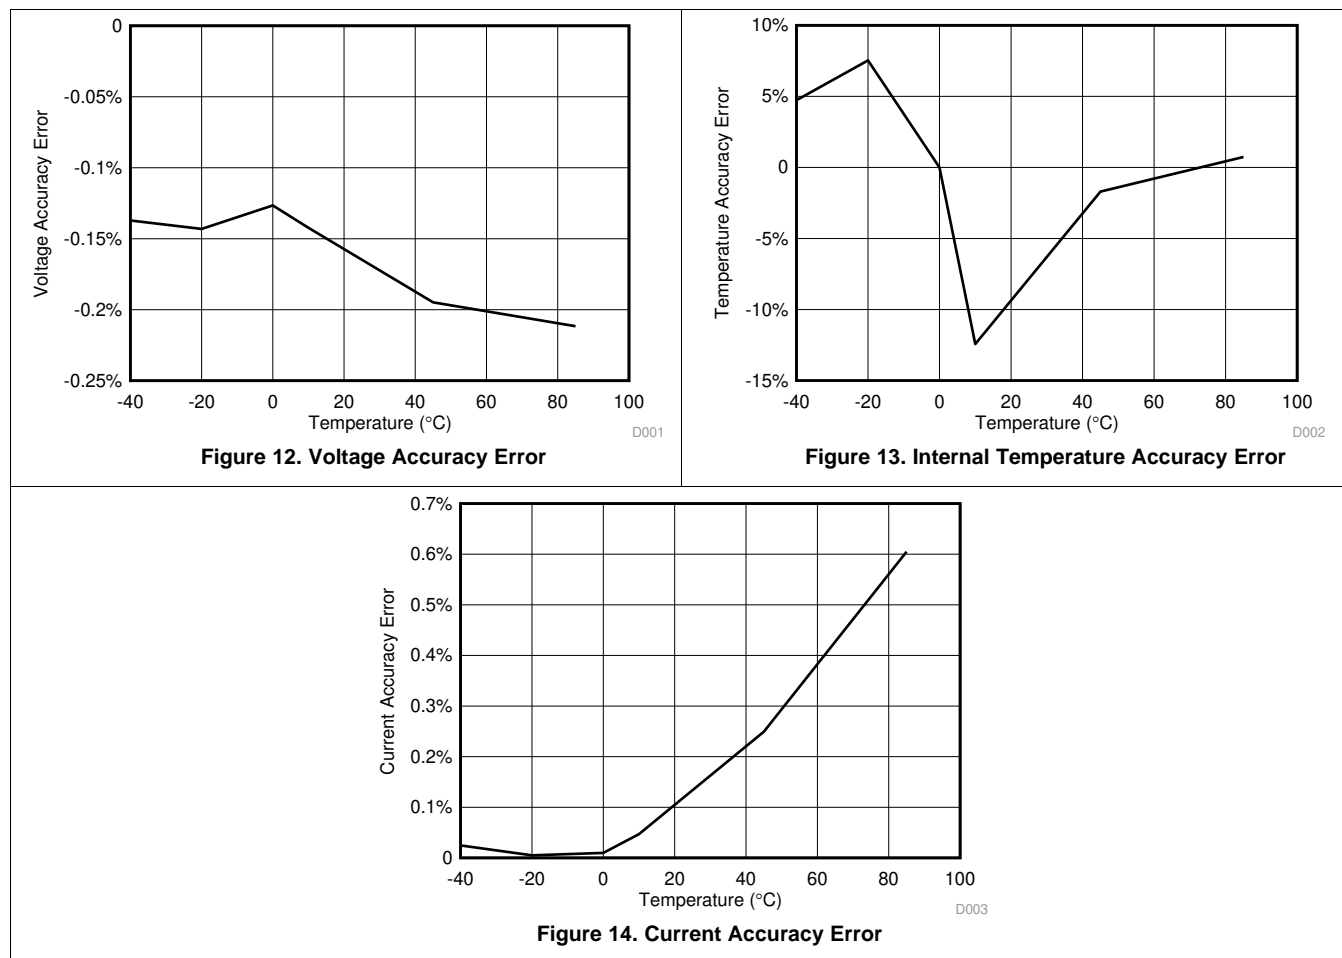 0
-0.05%
-0.1%
-0.15%
-0.2%
-0.25%
Voltage Accuracy Error
-40 -20 0 20 40 60 80 100
Temperature (°C)
D001
Figure 12. Voltage Accuracy Error
10%
5%
0
-5%
-10%
-15%
Temperature Accuracy Error
-40 -20 0 20 40 60 80 100
Temperature (°C)
D002
Figure 13. Internal Temperature Accuracy Error
0.7%
0.6%
0.5%
0.4%
0.3%
0.2%
0.1%
0
Current Accuracy Error
-40 -20 0 20 40 60 80 100
Temperature (°C)
D003
Figure 14. Current Accuracy Error